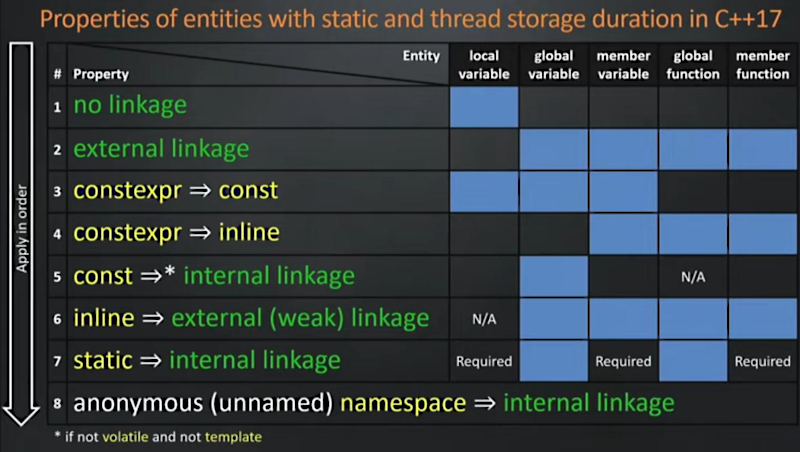 Properties of entities with static and thread storage duration in C++17
Entity
local variable
global variable
member variable
global function
member function
# Property
1 no linkage
2 external linkage
3 constexpr ⇒ const
4 constexpr ⇒ inline
5 const ⇒* internal linkage N/A
6 inline ⇒ external (weak) linkage N/A
7 static ⇒ internal linkage Required Required Required
8 anonymous (unnamed) namespace ⇒ internal linkage
Apply in order
* if not volatile and not template